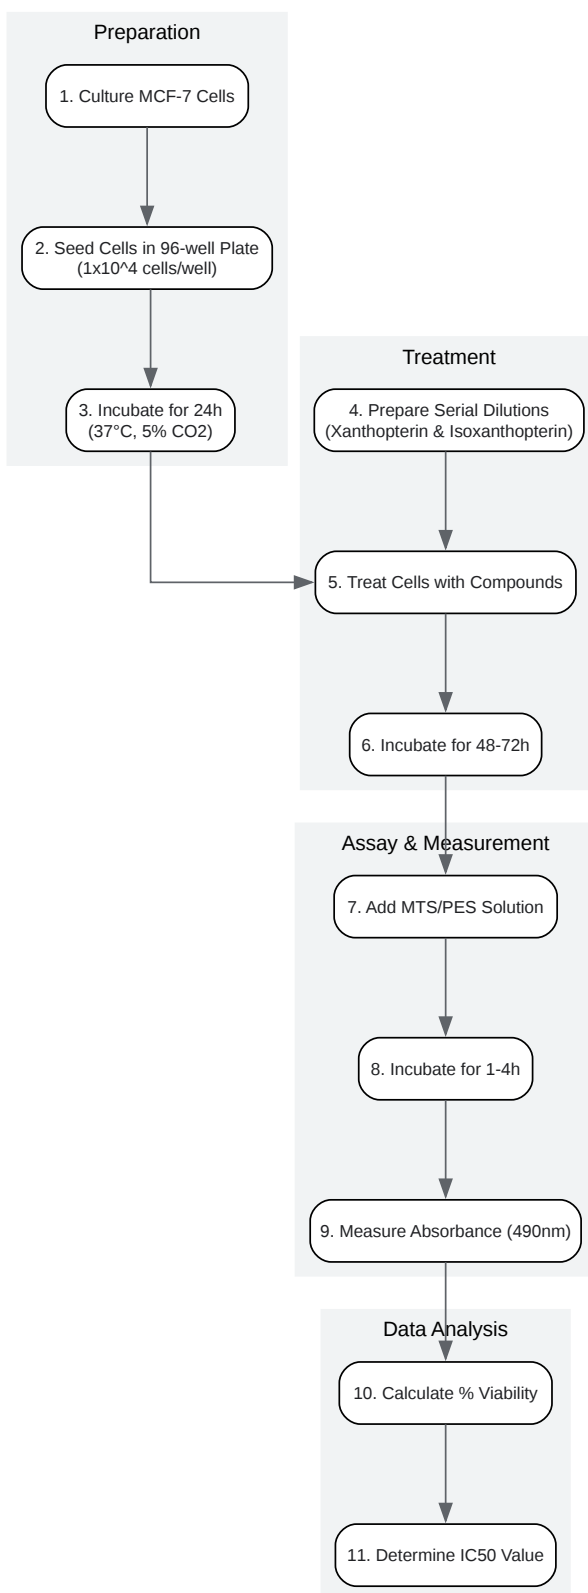 Preparation
1. Culture MCF-7 Cells
2. Seed Cells in 96-well Plate
(1x10^4 cells/well)
3. Incubate for 24h
(37°C, 5% CO2)
Treatment
4. Prepare Serial Dilutions
(Xanthopterin & Isoxanthopterin)
5. Treat Cells with Compounds
6. Incubate for 48-72h
Assay & Measurement
7. Add MTS/PES Solution
8. Incubate for 1-4h
9. Measure Absorbance (490nm)
Data Analysis
10. Calculate % Viability
11. Determine IC50 Value